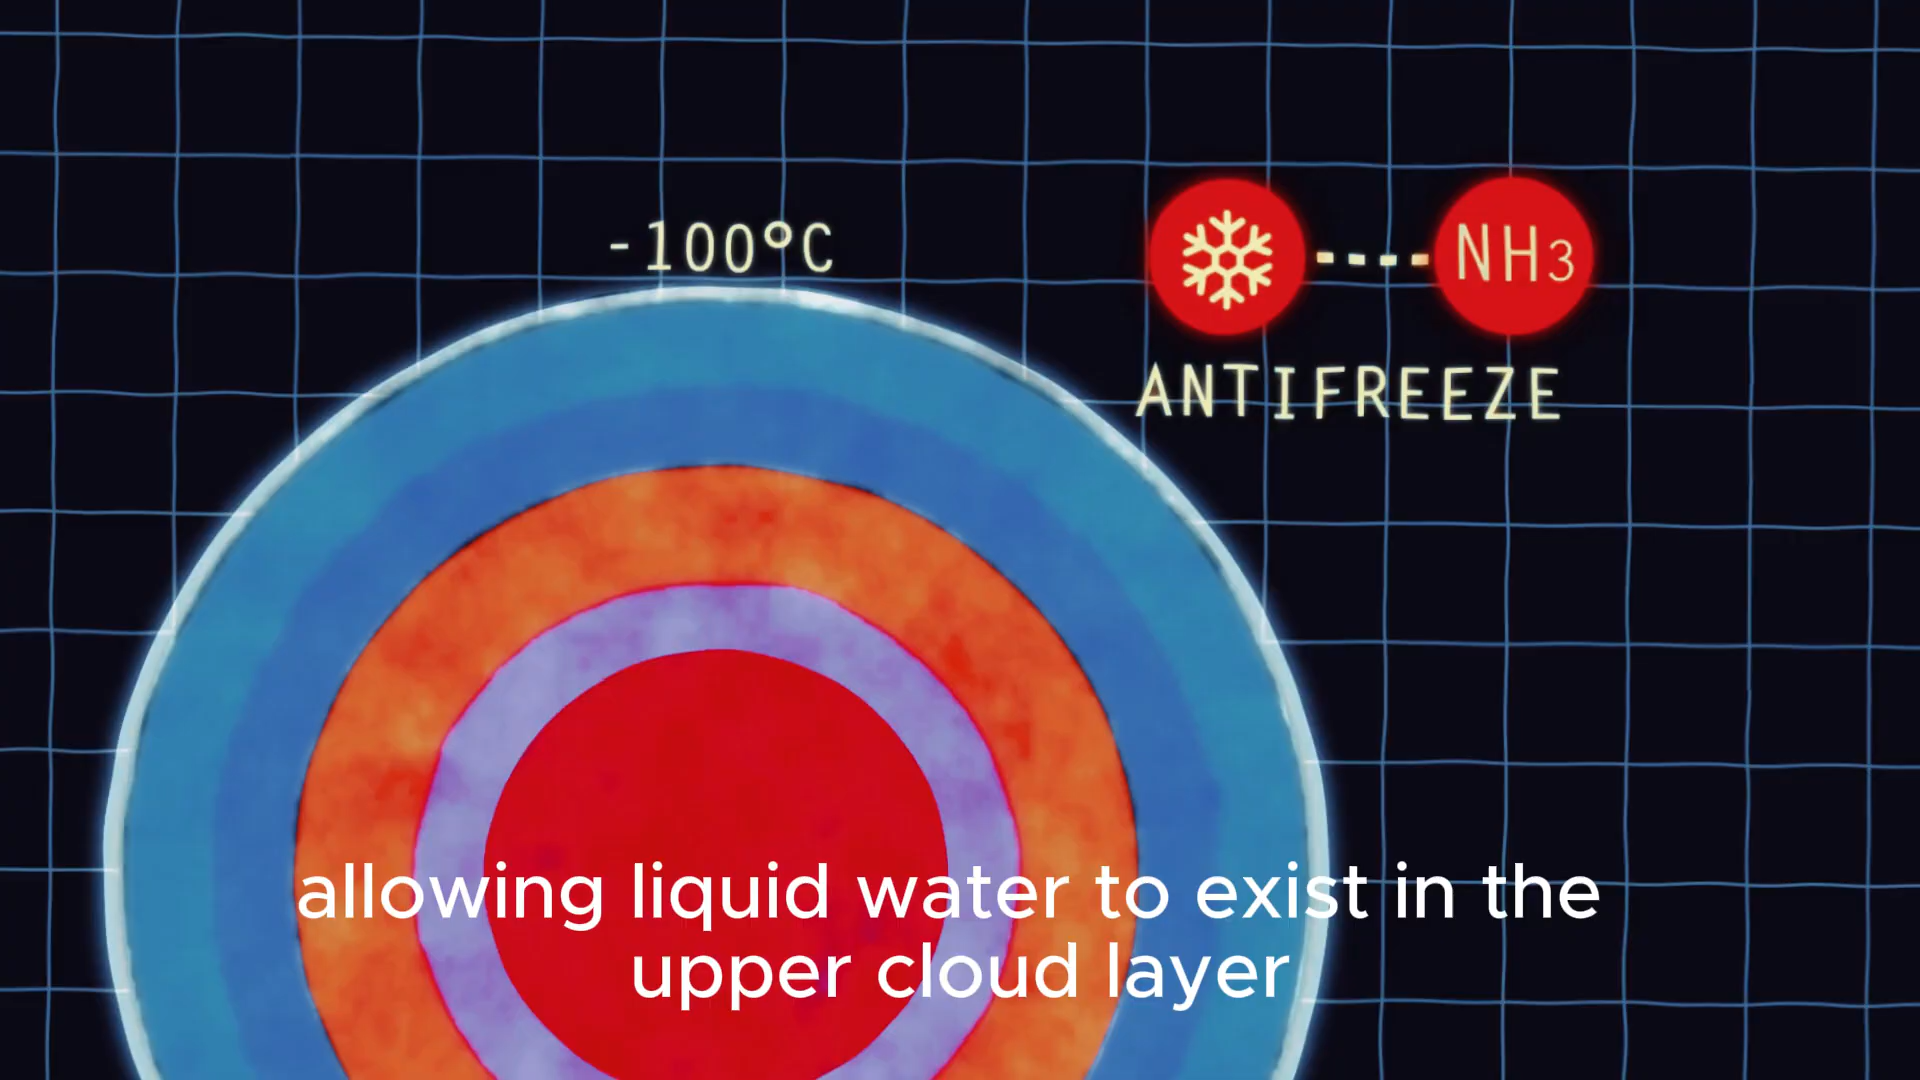 -100°C
NH3
ANTIFREEZE
allowing liquid water to exist in the
upper cloud layer